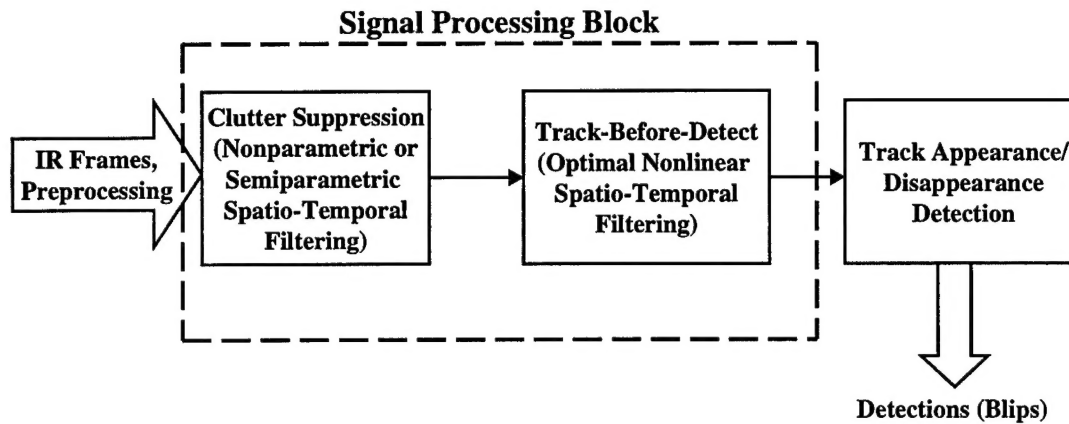 Signal Processing Block
IR Frames,
Preprocessing
Clutter Suppression
(Nonparametric or
Semiparametric
Spatio-Temporal
Filtering)
Track-Before-Detect
(Optimal Nonlinear
Spatio-Temporal
Filtering)
Track Appearance/
Disappearance
Detection
Detections (Blips)